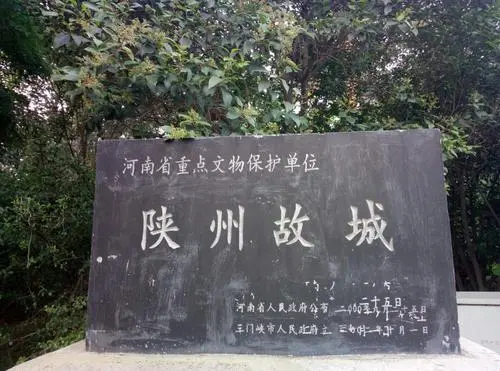 河南省重点文物保护单位
陕州故城
河南省人民政府公布
三门峡市人民政府立